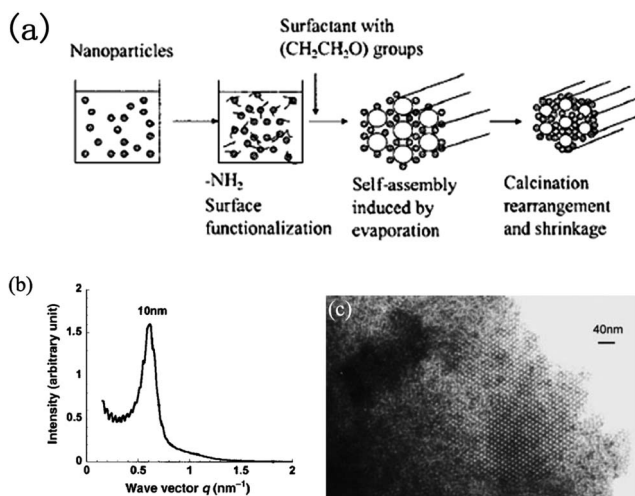 (a)
Surfactant with
(CH₂CH₂O) groups
Nanoparticles
-NH₂
Surface
functionalization
Self-assembly
induced by
evaporation
Calcination
rearrangement
and shrinkage
(b)
10nm
Intensity (arbitrary unit)
2
1.5
1
0.5
0
0
0.5
1
1.5
2
Wave vector q (nm⁻¹)
(c)
40nm